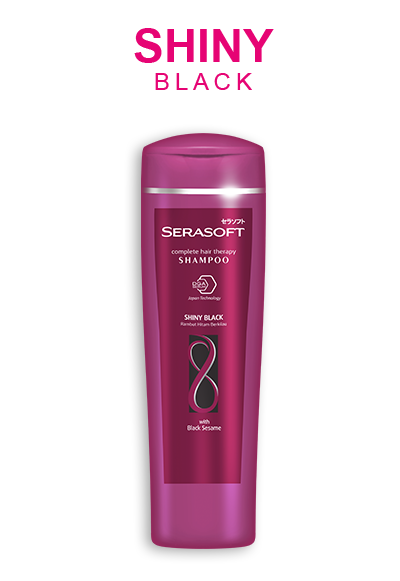 SHINY
BLACK
セラソフト
SERASOFT
complete hair therapy
SHAMPOO
Japan Technology
SHINY BLACK
Rambut Hitam Berkilau
with
Black Sesame